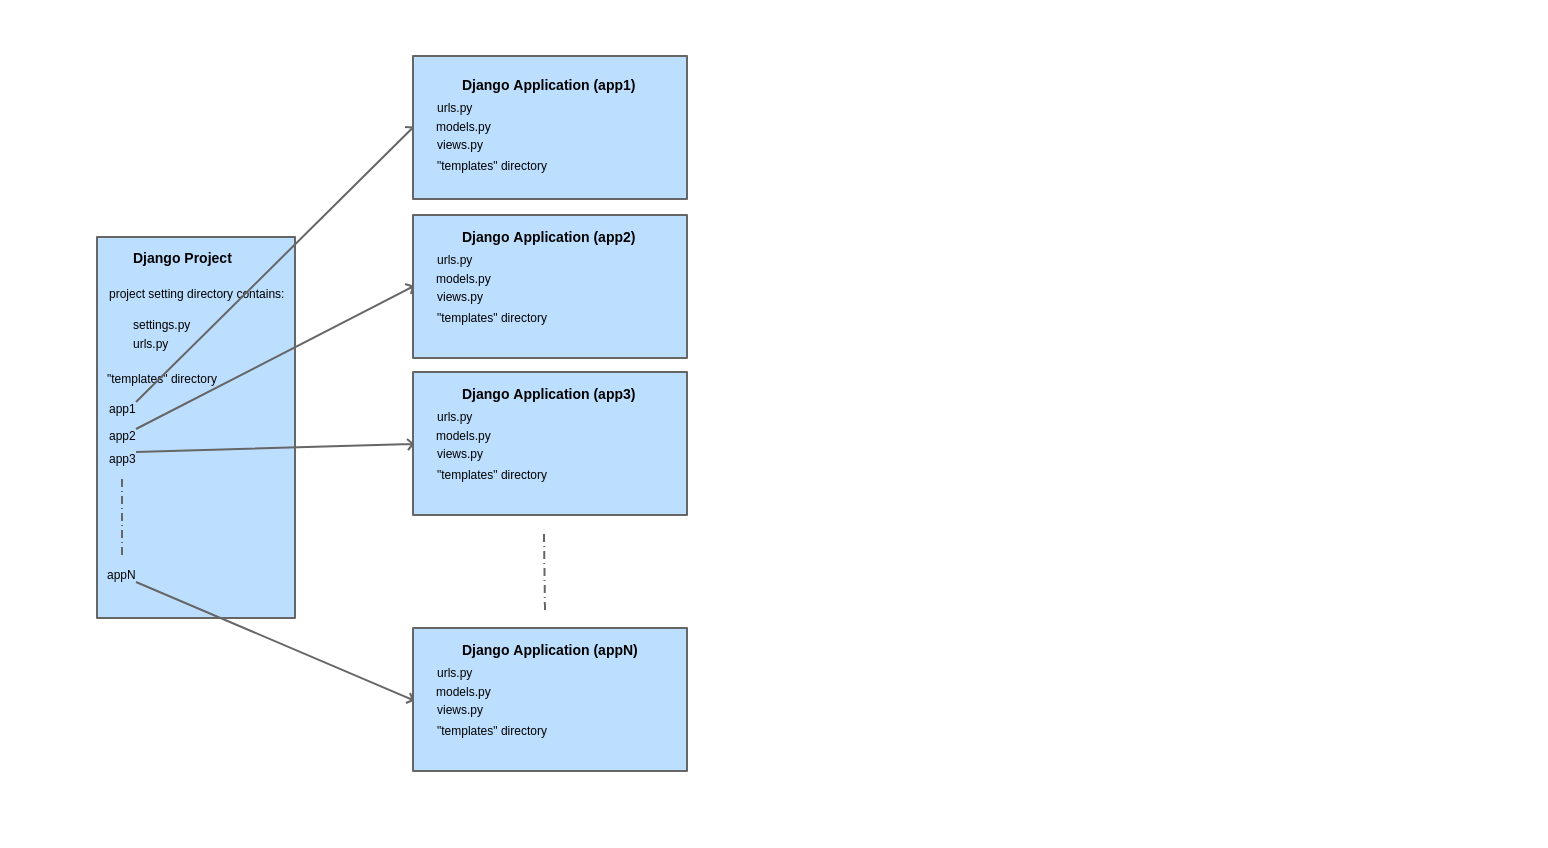 Django Project
project setting directory contains:
settings.py
urls.py
"templates" directory
app1
app2
app3
appN
Django Application (app1)
urls.py
models.py
views.py
"templates" directory
Django Application (app2)
urls.py
models.py
views.py
"templates" directory
Django Application (app3)
urls.py
models.py
views.py
"templates" directory
Django Application (appN)
urls.py
models.py
views.py
"templates" directory